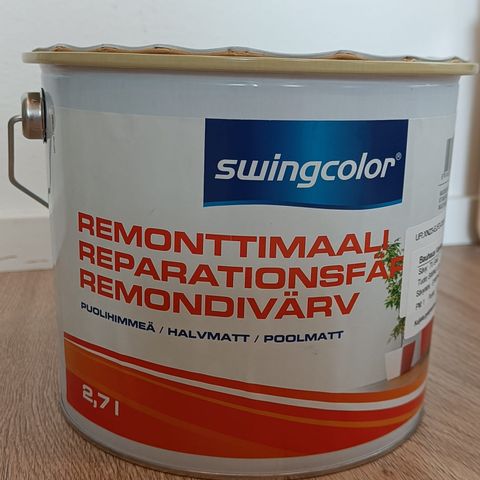 swingcolor®
REMONTTIMAALI
REPARATIONSFÄR
REMONDIVÄRV
PUOLIHIMMEÄ / HALVMATT / POOLMATT
2,7 l